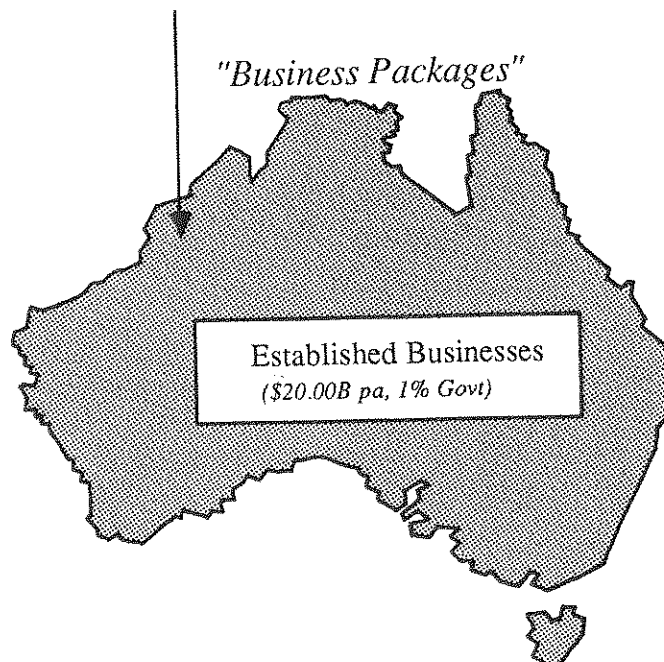 "Business Packages"
Established Businesses
($20.00B pa, 1% Govt)